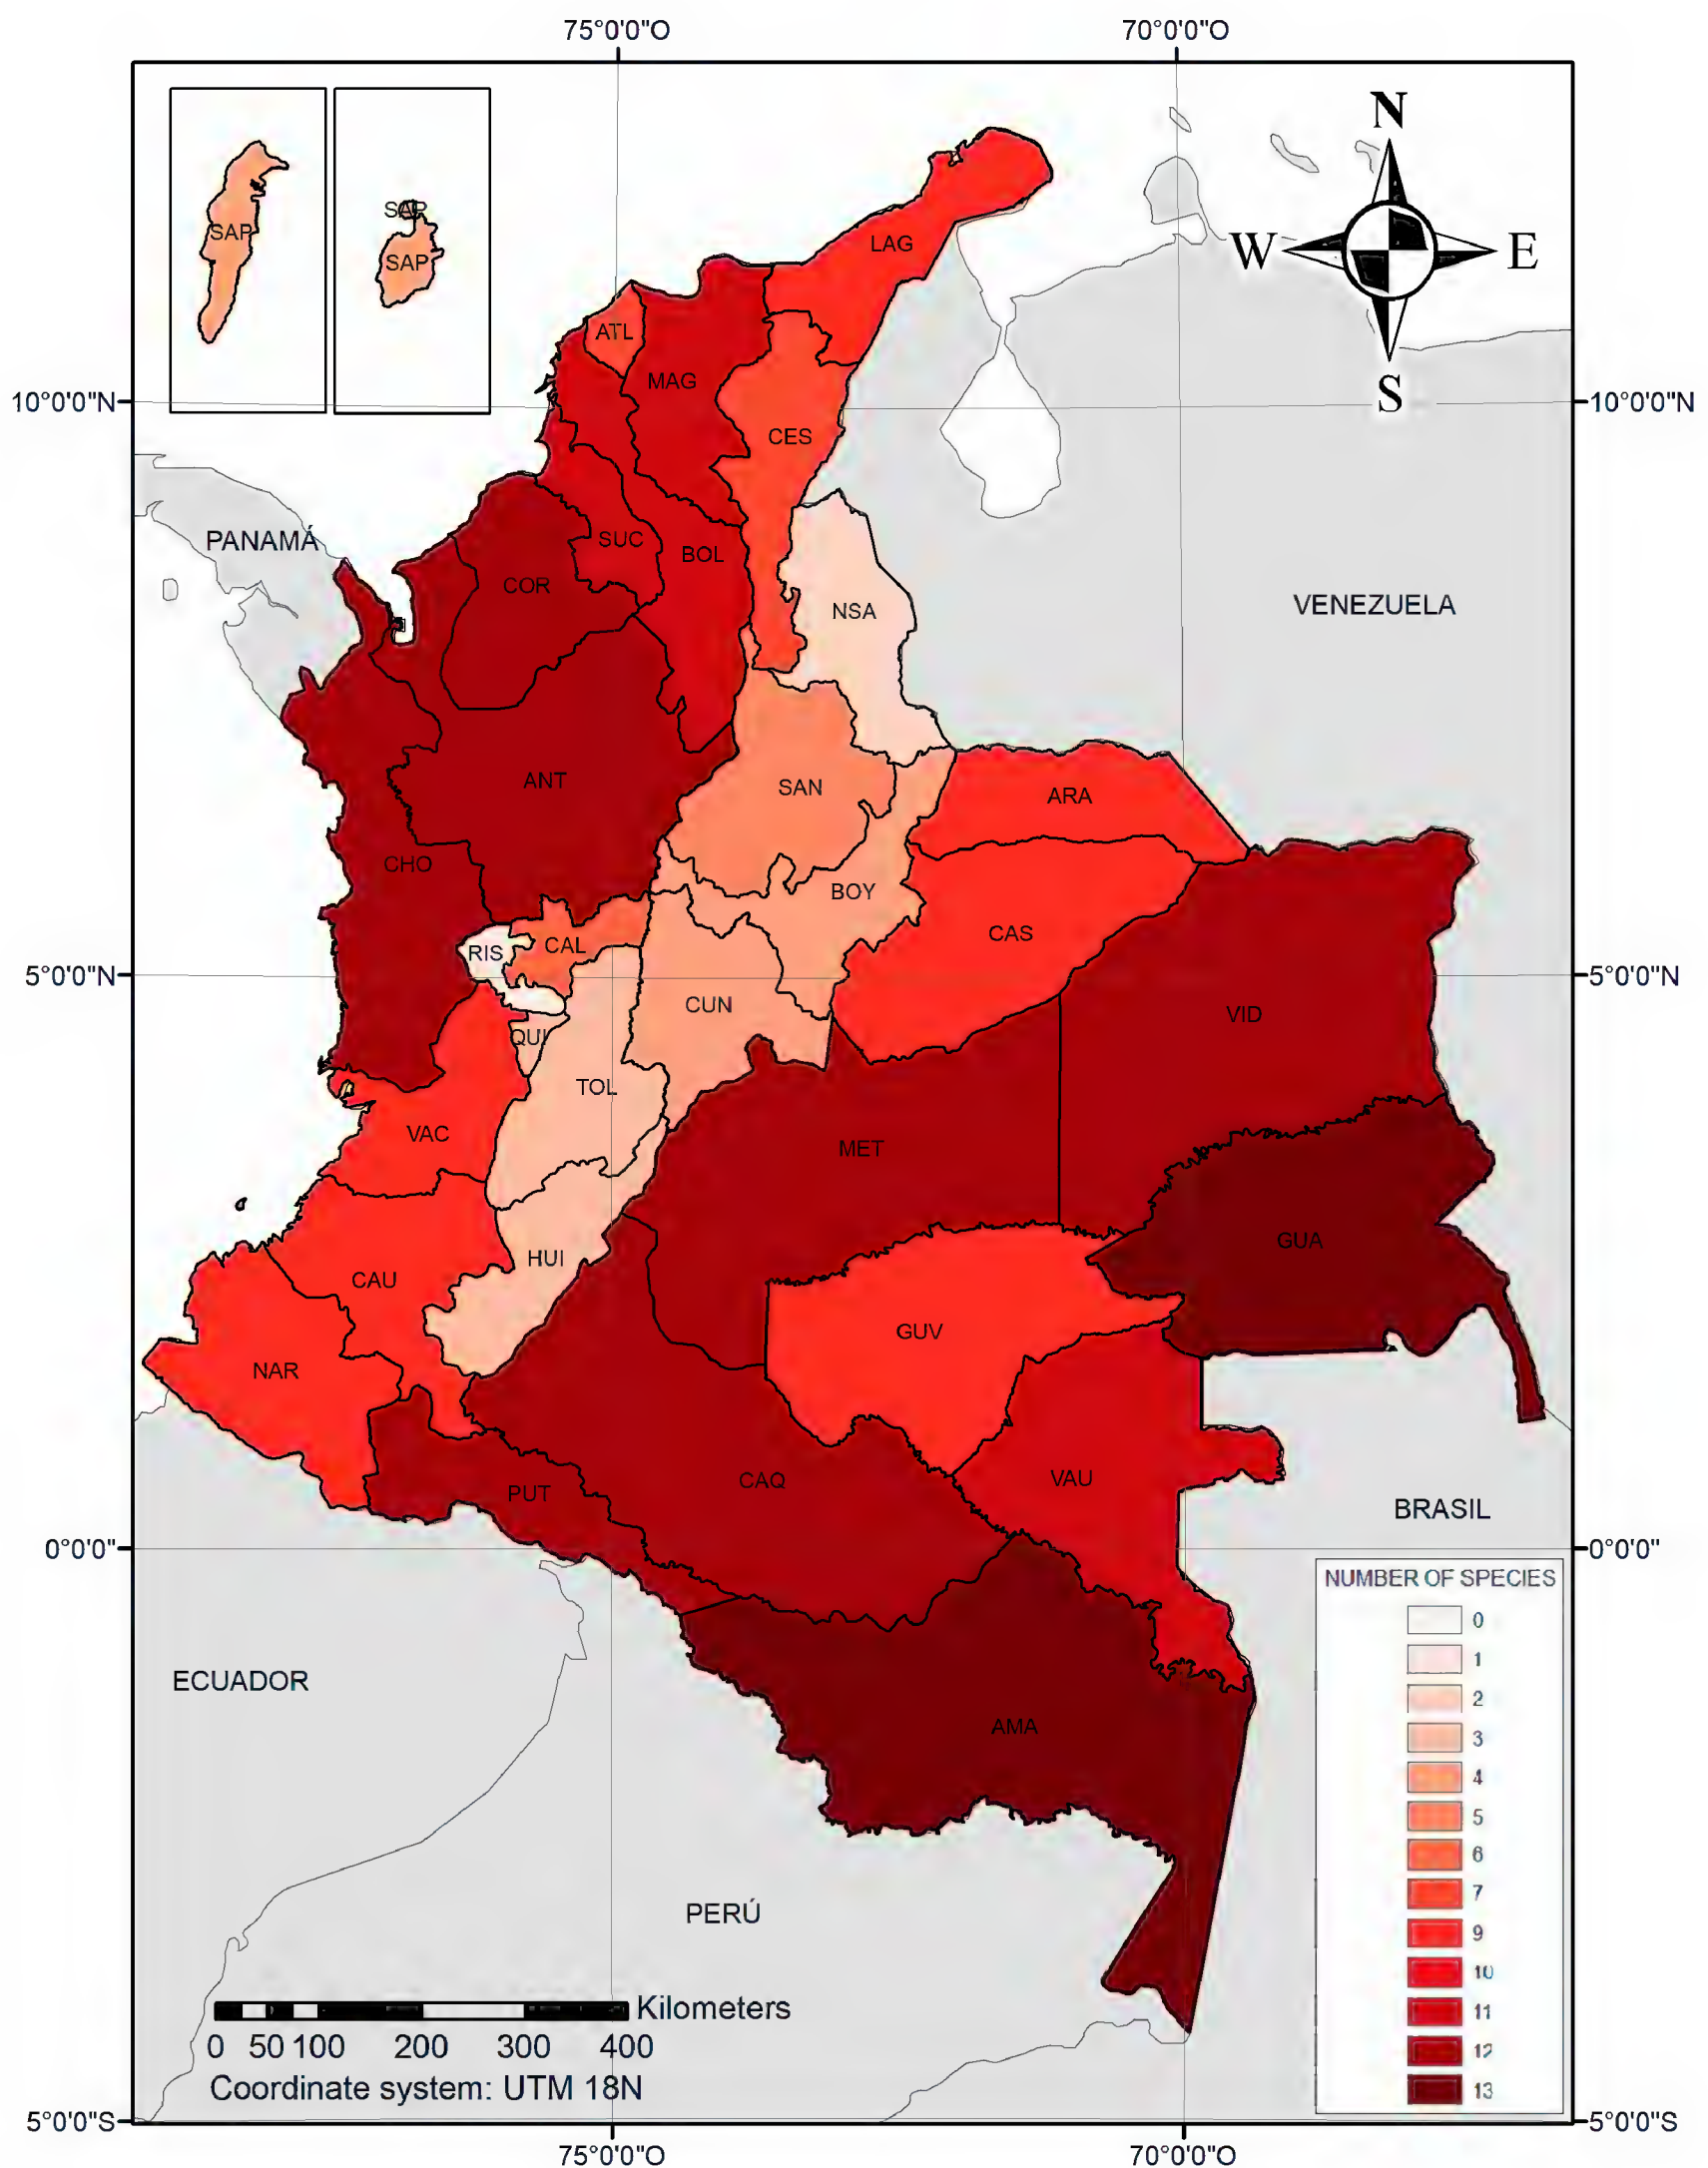 75°0'0"O
70°0'0"O
N
W
E
S
SAP
SAP
SAP
LAG
ATL
MAG
CES
10°0'0"N
10°0'0"N
PANAMÁ
SUC
BOL
COR
NSA
VENEZUELA
ANT
SAN
ARA
CHO
BOY
CAS
RIS
CAL
5°0'0"N
5°0'0"N
CUN
VID
QUI
TOL
VAC
MET
GUA
HUI
CAU
GUV
NAR
CAQ
VAU
PUT
BRASIL
0°0'0"
0°0'0"
NUMBER OF SPECIES
0
1
2
3
4
5
6
7
9
10
11
12
13
ECUADOR
AMA
PERÚ
Kilometers
0 50 100 200 300 400
Coordinate system: UTM 18N
5°0'0"S
5°0'0"S
75°0'0"O
70°0'0"O